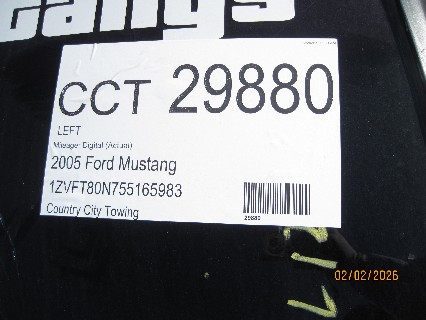 CCT 29880
LEFT
Mileage: Digital (Actual)
2005 Ford Mustang
1ZVFT80N755165983
Country City Towing
29880
02/02/2026